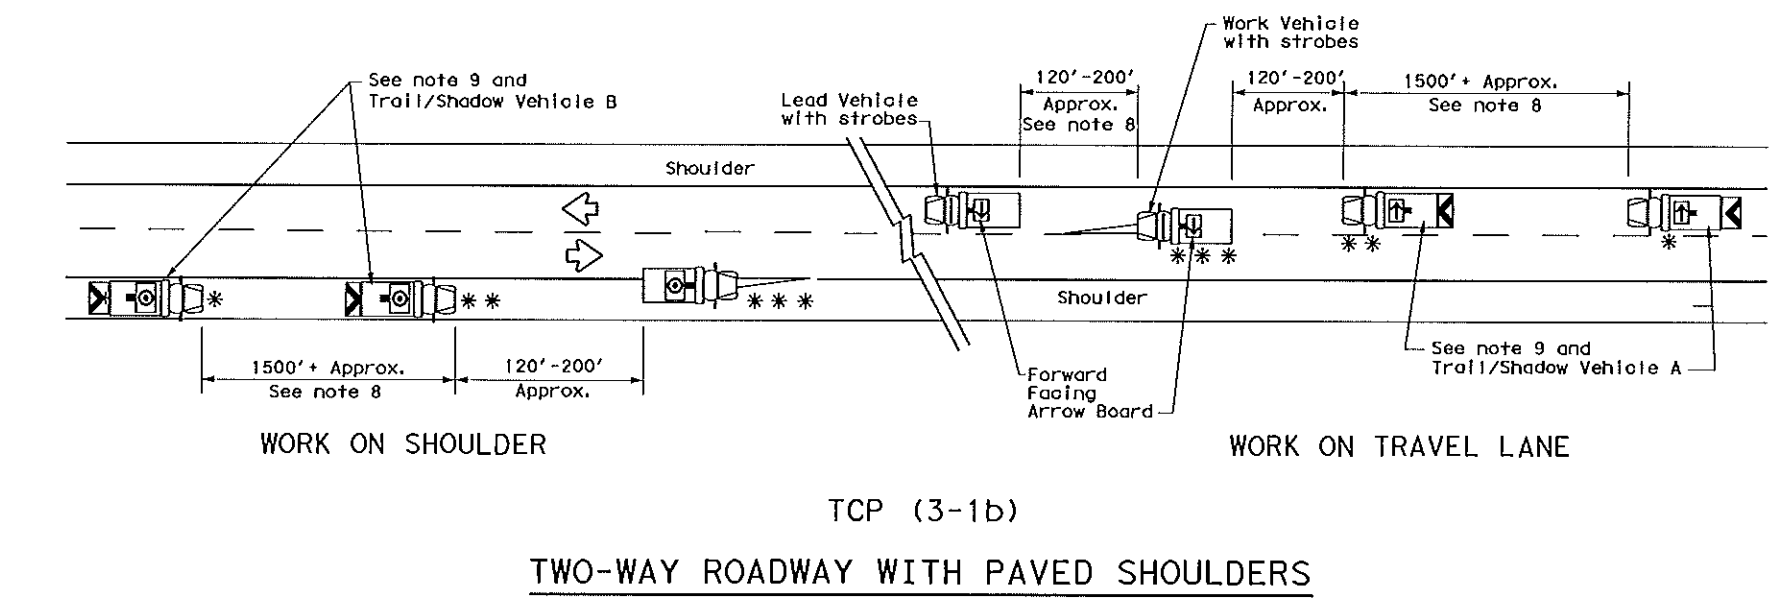 Work Vehicle
with strobes
See note 9 and
Trail/Shadow Vehicle B
Lead Vehicle
with strobes
120'-200'
Approx.
See note 8
120'-200'
Approx.
1500'+ Approx.
See note 8
Shoulder
*
* *
* * *
* * *
* *
*
Shoulder
1500'+ Approx.
See note 8
120'-200'
Approx.
Forward
Facing
Arrow Board
See note 9 and
Trail/Shadow Vehicle A
WORK ON SHOULDER
WORK ON TRAVEL LANE
TCP (3-1b)
TWO-WAY ROADWAY WITH PAVED SHOULDERS